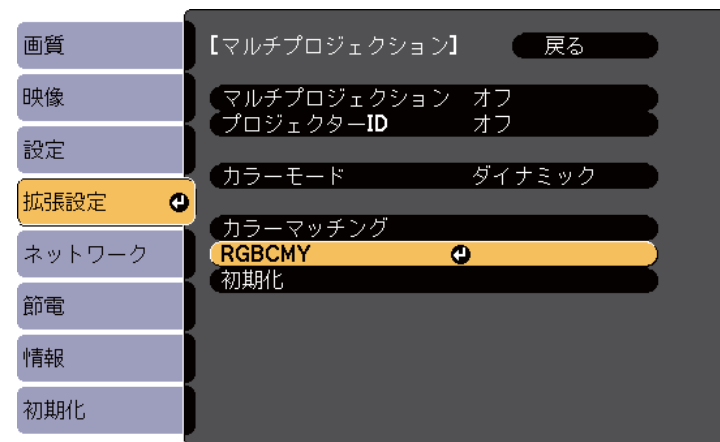 画質
映像
設定
拡張設定
ネットワーク
節電
情報
初期化
[マルチプロジェクション] 戻る
マルチプロジェクション オフ
プロジェクターID オフ
カラーモード ダイナミック
カラーマッチング
RGBCMY
初期化